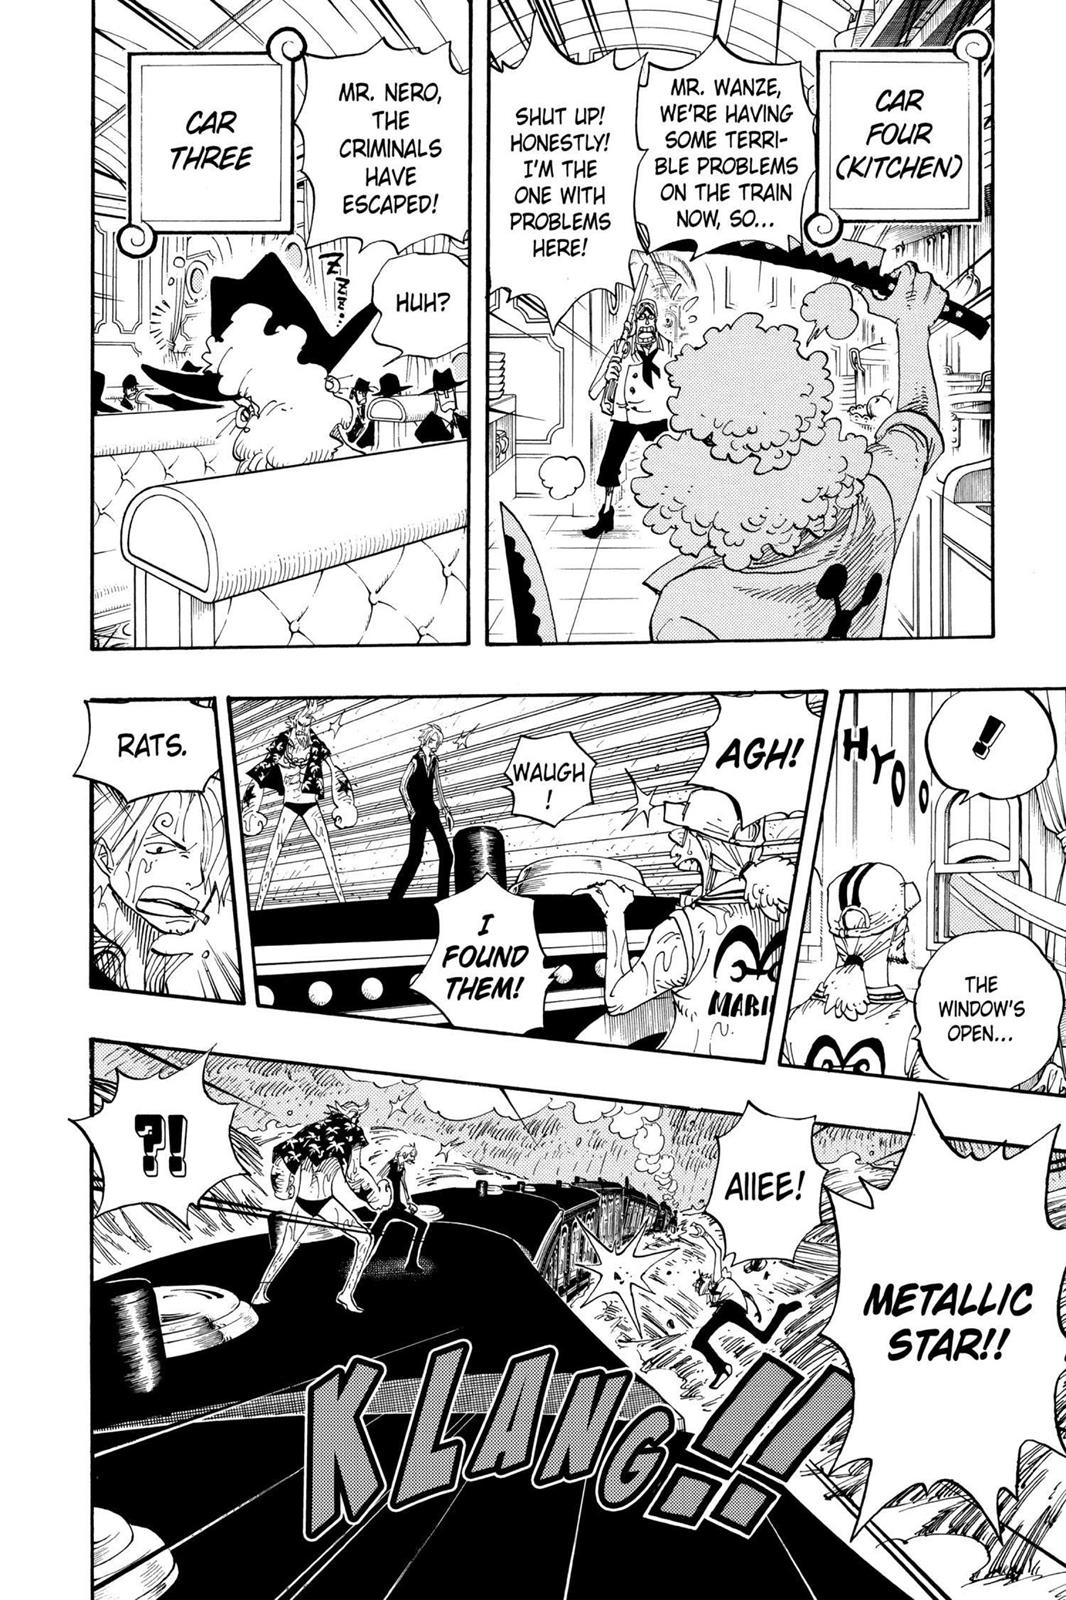 CAR
FOUR
(KITCHEN)
MR. WANZE,
WE'RE HAVING
SOME TERRI-
BLE PROBLEMS
ON THE TRAIN
NOW, SO...
SHUT UP!
HONESTLY!
I'M THE
ONE WITH
PROBLEMS
HERE!
CAR
THREE
MR. NERO,
THE
CRIMINALS
HAVE
ESCAPED!
HUH?
!
HYO
THE
WINDOW'S
OPEN...
AGH!
WAUGH
!
I
FOUND
THEM!
MARI
RATS.
METALLIC
STAR!!
AIIEE!
?!
KLANG!!